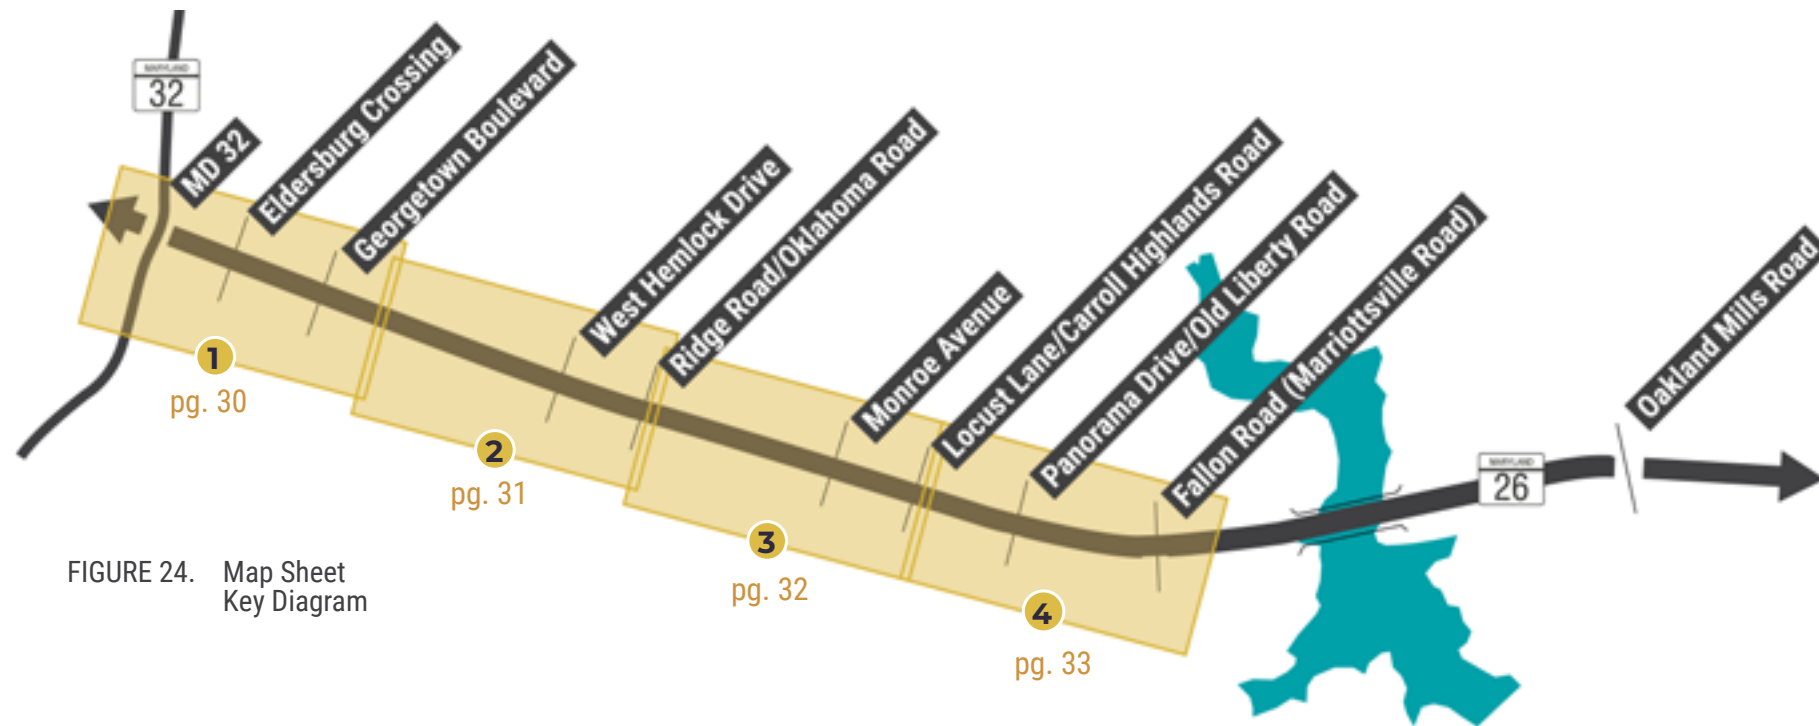 MARYLAND
32
MD 32
Eldersburg Crossing
Georgetown Boulevard
West Hemlock Drive
Ridge Road/Oklahoma Road
Monroe Avenue
Locust Lane/Carroll Highlands Road
Panorama Drive/Old Liberty Road
Fallon Road (Marriottsville Road)
Oakland Mills Road
MARYLAND
26
1
pg. 30
2
pg. 31
3
pg. 32
4
pg. 33
FIGURE 24. Map Sheet
Key Diagram